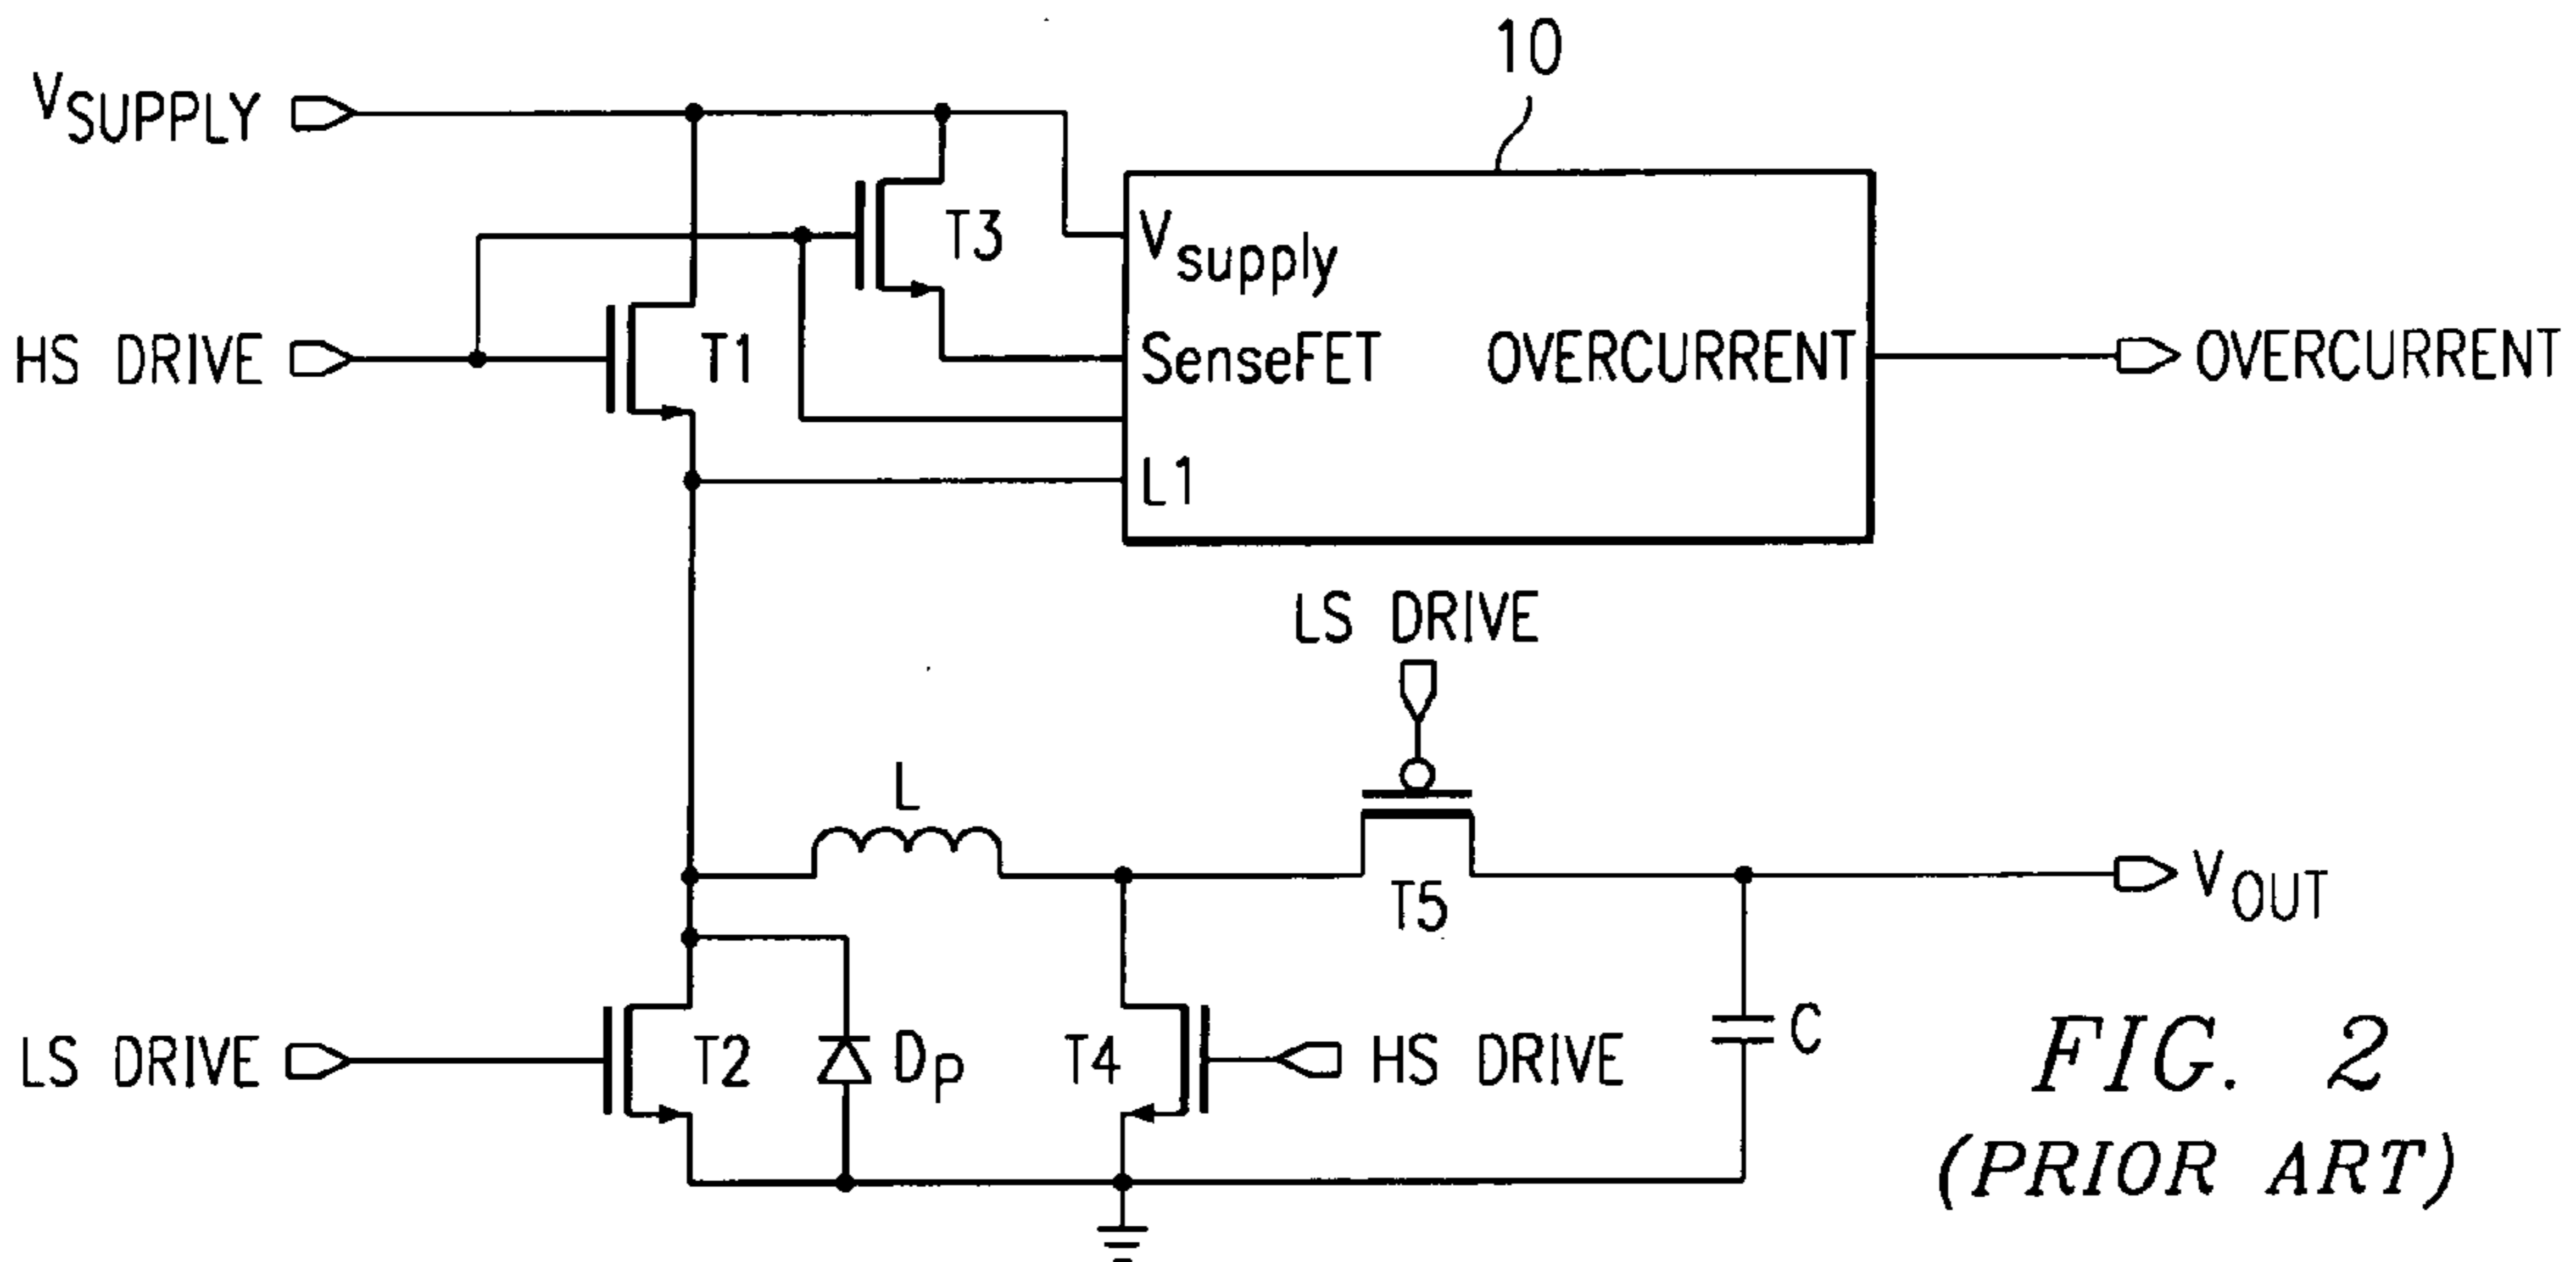 10
VSUPPLY
T3
Vsupply
HS DRIVE
T1
SenseFET
OVERCURRENT
OVERCURRENT
L1
LS DRIVE
L
T5
VOUT
LS DRIVE
T2
DP
T4
HS DRIVE
C
FIG. 2
(PRIOR ART)